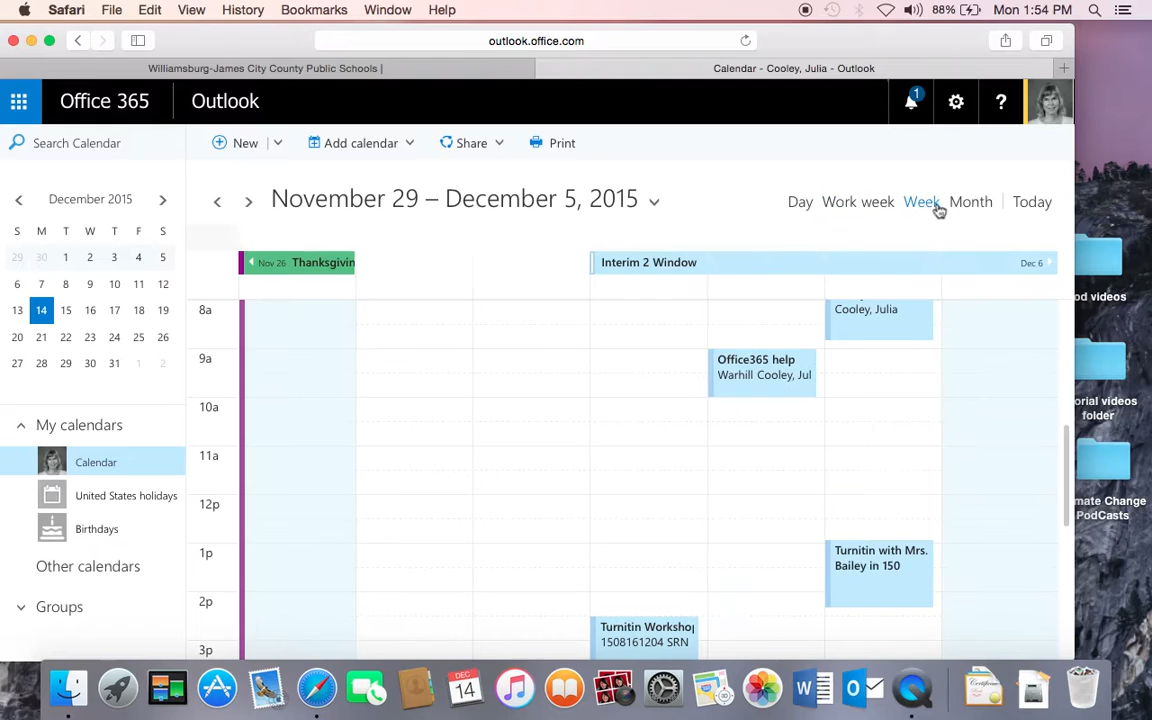 Safari File Edit View History Bookmarks Window Help 88% Mon 1:54 PM
outlook.office.com
Williamsburg-James City County Public Schools | Calendar - Cooley, Julia - Outlook
Office 365 Outlook 1 ?
Search Calendar New Add calendar Share Print
December 2015 November 29 – December 5, 2015 Day Work week Week Month Today
S M T W T F S
29 30 1 2 3 4 5
6 7 8 9 10 11 12
13 14 15 16 17 18 19
20 21 22 23 24 25 26
27 28 29 30 31 1 2
Nov 26 Thanksgivin Interim 2 Window Dec 6
8a Cooley, Julia
9a Office365 help
Warhill Cooley, Jul
10a
11a
12p
1p Turnitin with Mrs.
Bailey in 150
2p
Turnitin Workshop
1508161204 SRN
3p
My calendars
Calendar
United States holidays
Birthdays
Other calendars
Groups
od videos
orial videos
folder
mate Change
PodCasts
DEC
14